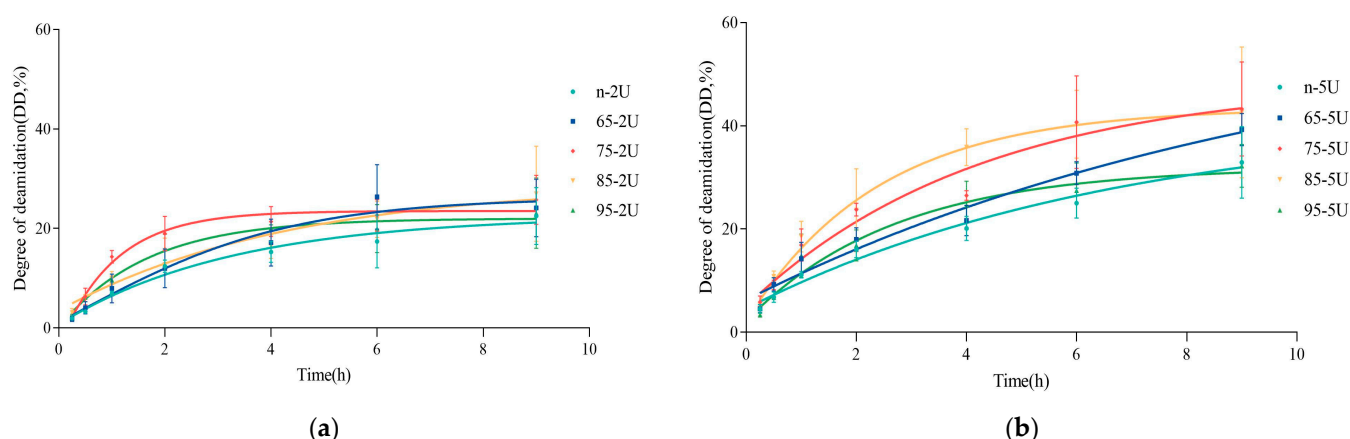 (a)
60
40
20
0
0 2 4 6 8 10
Degree of deamidation(DD,%)
Time(h)
n-2U
65-2U
75-2U
85-2U
95-2U
(a)
(b)
60
40
20
0
0 2 4 6 8 10
Degree of deamidation(DD,%)
Time(h)
n-5U
65-5U
75-5U
85-5U
95-5U
(b)